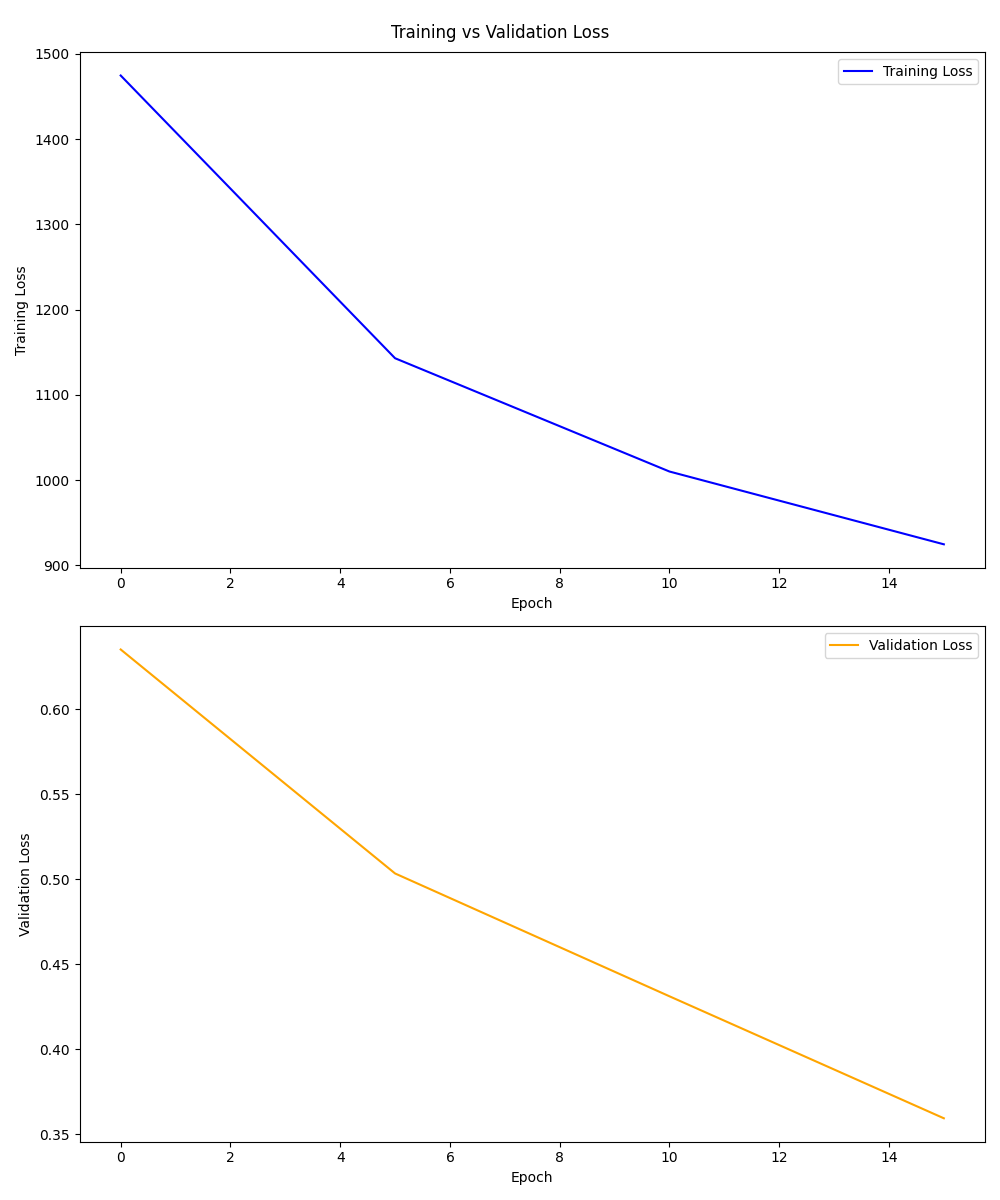 Training vs Validation Loss
1500
Training Loss
1400
1300
1200
Training Loss
1100
1000
900
0 2 4 6 8 10 12 14
Epoch
Validation Loss
0.60
0.55
0.50
Validation Loss
0.45
0.40
0.35
0 2 4 6 8 10 12 14
Epoch